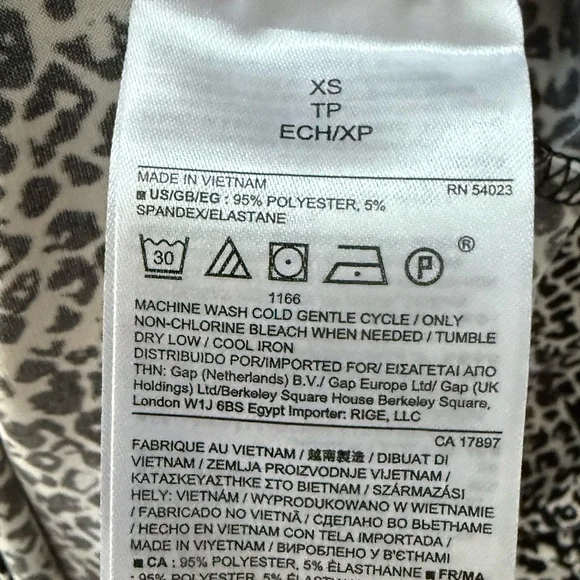 XS
TP
ECH/XP
MADE IN VIETNAM RN 54023
US/GB/EG : 95% POLYESTER, 5%
SPANDEX/ELASTANE
30 P ®
1166
MACHINE WASH COLD GENTLE CYCLE / ONLY
NON-CHLORINE BLEACH WHEN NEEDED / TUMBLE
DRY LOW / COOL IRON
DISTRIBUIDO POR/IMPORTED FOR/ ΕΙΣΑΓΕΤΑΙ ΑΠΟ
ΤΗΝ: Gap (Netherlands) B.V./ Gap Europe Ltd/ Gap (UK
Holdings) Ltd/Berkeley Square House Berkeley Square,
London W1J 6BS Egypt Importer: RIGE, LLC
CA 17897
FABRIQUE AU VIETNAM / 越南製造 / DIBUAT DI
VIETNAM / ZEMLJA PROIZVODNJE VIJETNAM /
ΚΑΤΑΣΚΕΥΑΣΤΗΚΕ ΣΤΟ ΒΙΕΤΝΑΜ / SZÁRMAZÁSI
HELY: VIETNÁM / WYPRODUKOWANO W WIETNAMIE
/ FABRICADO NO VIETNÃ / СДЕЛАНО ВО ВЬЕТНАМЕ
/ HECHO EN VIETNAM CON TELA IMPORTADA /
MADE IN VIYETNAM / ВИРОБЛЕНО У В'ЄТНАМІ
CA : 95% POLYESTER, 5% ÉLASTHANNE FR/MA
: 95% POLYESTER, 5% ÉLASTHANNE